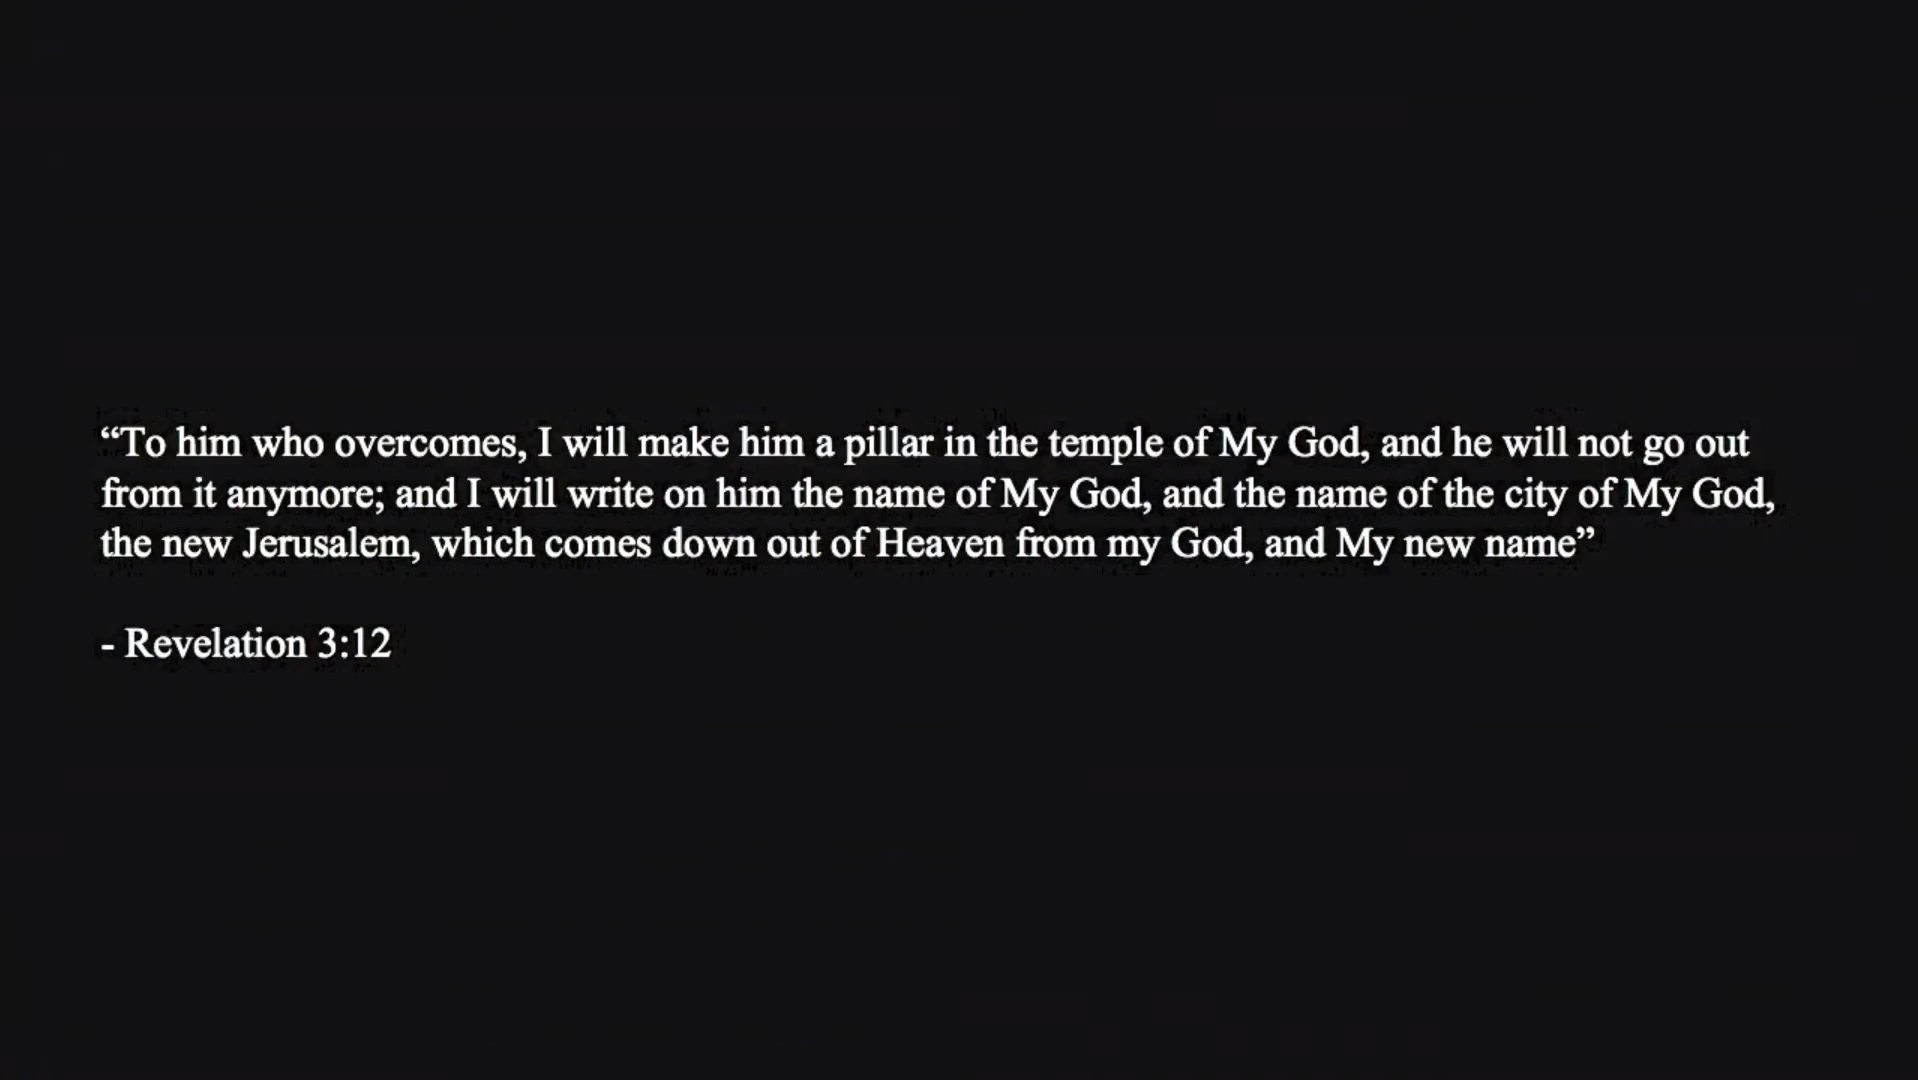 “To him who overcomes, I will make him a pillar in the temple of My God, and he will not go out
from it anymore; and I will write on him the name of My God, and the name of the city of My God,
the new Jerusalem, which comes down out of Heaven from my God, and My new name”
- Revelation 3:12